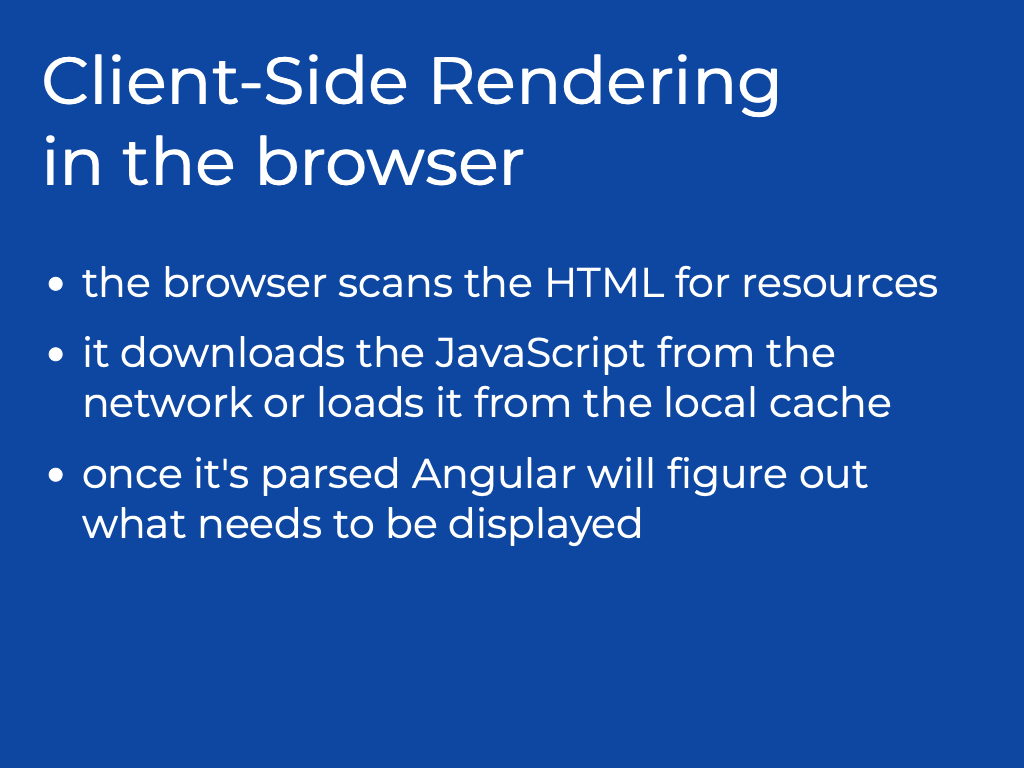 Client-Side Rendering
in the browser
• the browser scans the HTML for resources
• it downloads the JavaScript from the
network or loads it from the local cache
• once it's parsed Angular will figure out
what needs to be displayed